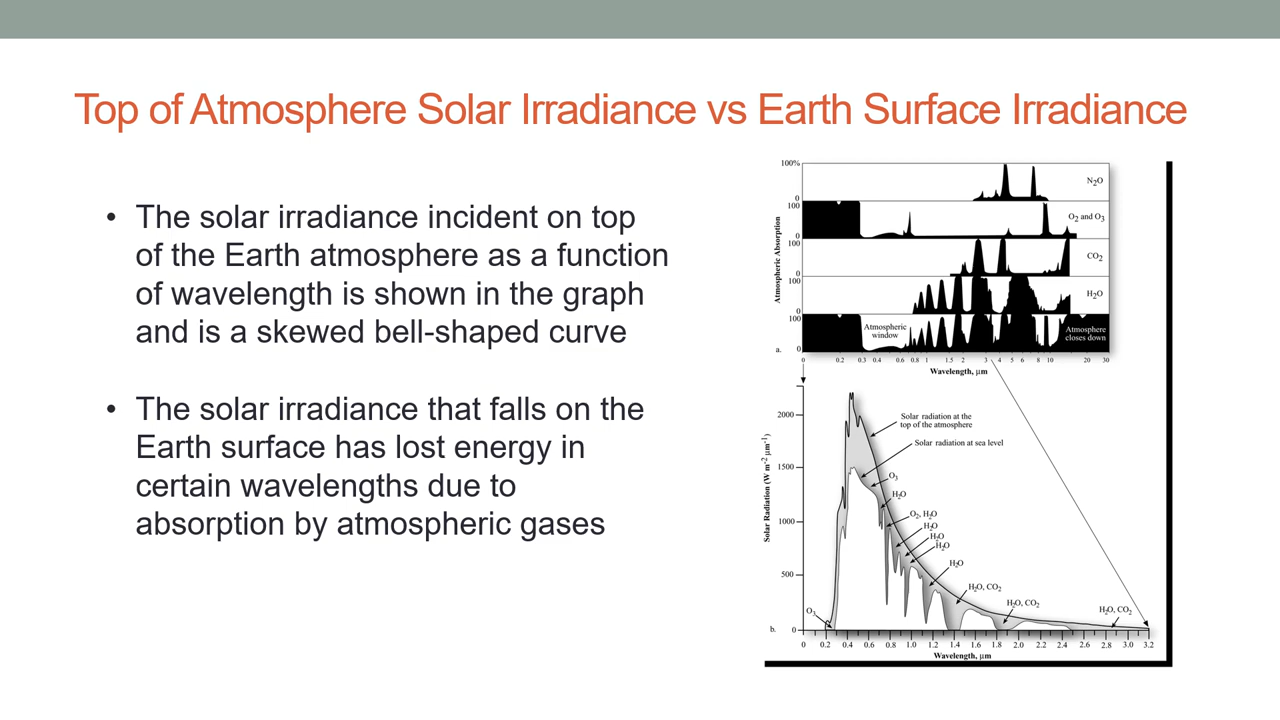 Top of Atmosphere Solar Irradiance vs Earth Surface Irradiance
• The solar irradiance incident on top
of the Earth atmosphere as a function
of wavelength is shown in the graph
and is a skewed bell-shaped curve
• The solar irradiance that falls on the
Earth surface has lost energy in
certain wavelengths due to
absorption by atmospheric gases
Atmospheric Absorption
100%
0
N2O
100
0
O2 and O3
100
0
CO2
100
0
H2O
100
0
Atmospheric
window
Atmosphere
closes down
a.
0 0.2 0.3 0.4 0.6 0.8 1 1.5 2 3 4 5 6 8 10 20 30
Wavelength, µm
Solar Radiation (W m-2 µm-1)
2000
1500
1000
500
0
Solar radiation at the
top of the atmosphere
Solar radiation at sea level
O3
H2O
O2, H2O
H2O
H2O
H2O
H2O
H2O, CO2
H2O, CO2
H2O, CO2
O3
b.
0 0.2 0.4 0.6 0.8 1.0 1.2 1.4 1.6 1.8 2.0 2.2 2.4 2.6 2.8 3.0 3.2
Wavelength, µm